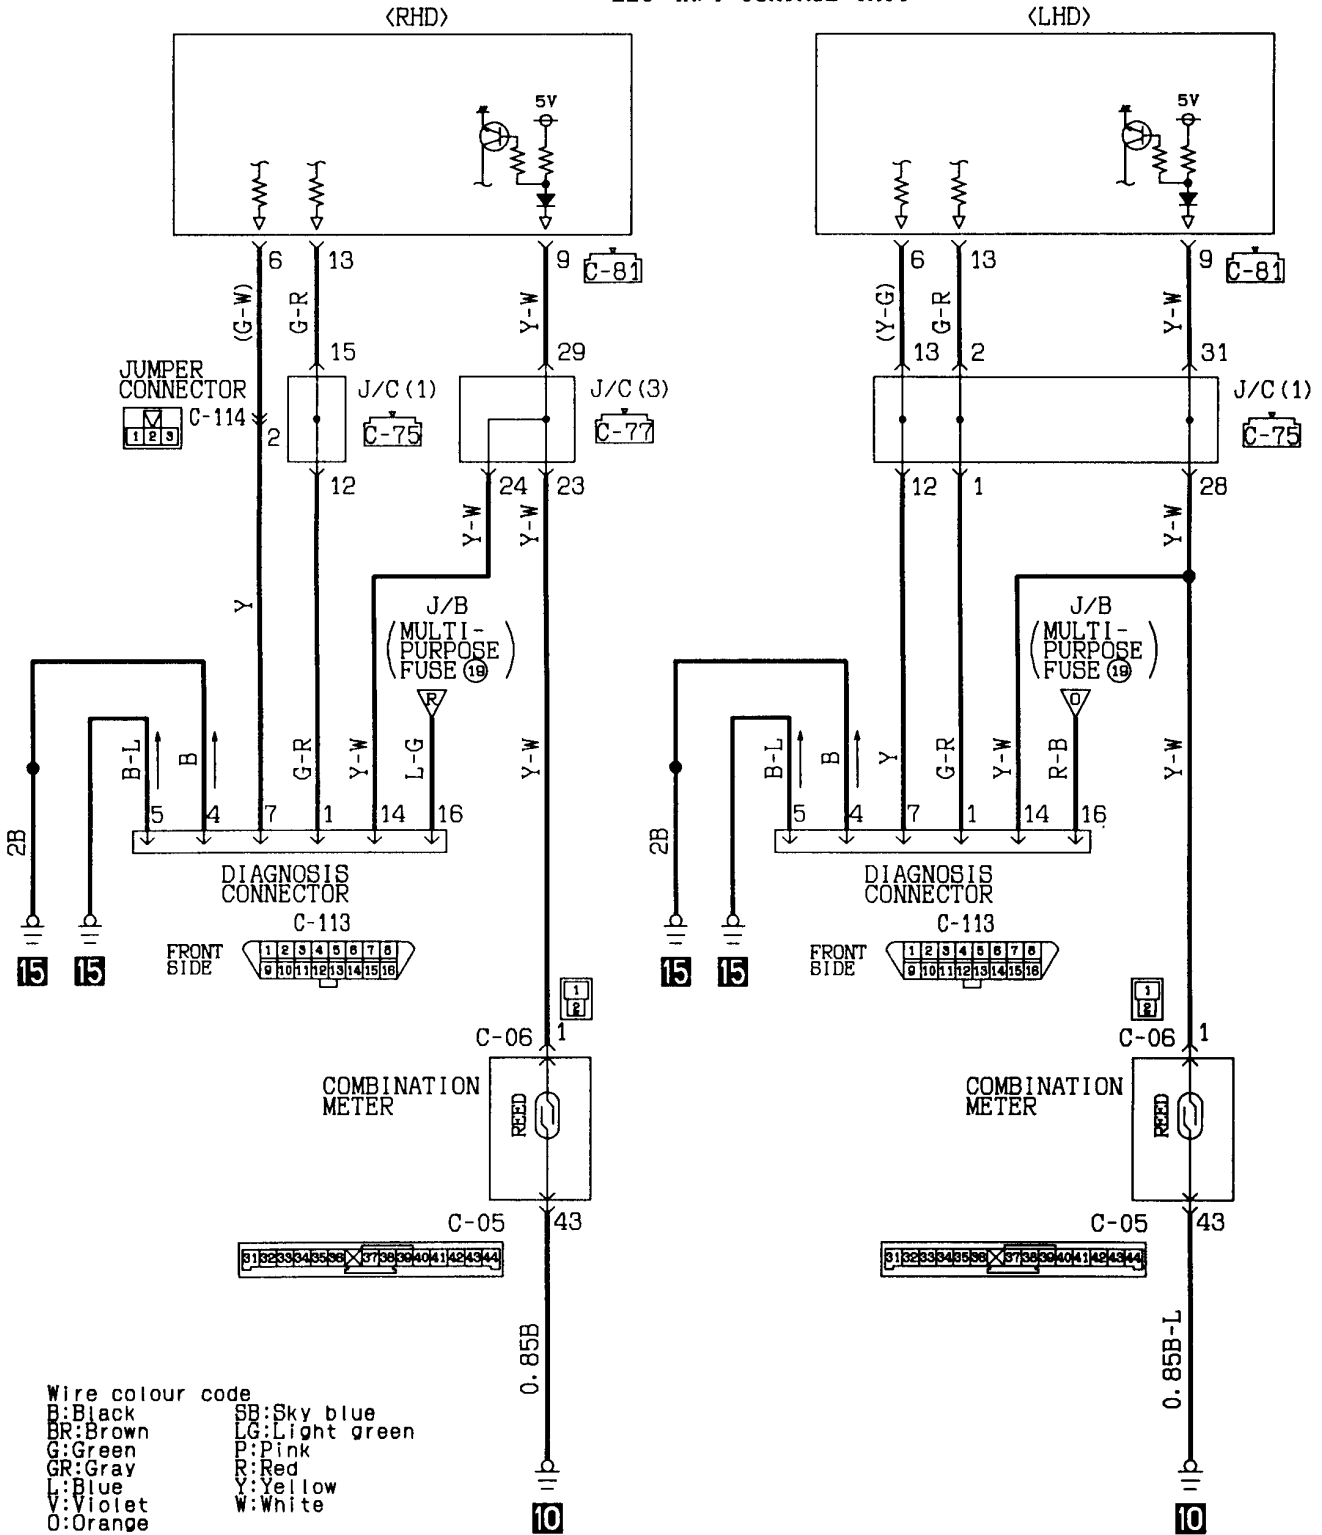 <RHD>
<LHD>
5V
5V
6
13
9
C-81
6
13
9
C-81
(G-W)
G-R
Y-W
(Y-G)
G-R
Y-W
15
29
13
2
31
JUMPER
CONNECTOR
C-114
1 2 3
2
J/C(1)
C-75
J/C(3)
C-77
J/C(1)
C-75
12
24
23
12
1
28
Y-W
Y-W
Y-W
Y
J/B
(MULTI-
PURPOSE
FUSE 19)
R
J/B
(MULTI-
PURPOSE
FUSE 19)
O
B-L
B
G-R
Y-W
L-G
Y-W
B-L
B
Y
G-R
Y-W
R-B
Y-W
5
4
7
1
14
16
5
4
7
1
14
16
2B
2B
DIAGNOSIS
CONNECTOR
C-113
DIAGNOSIS
CONNECTOR
C-113
FRONT
SIDE
1 2 3 4 5 6 7 8
9 10 11 12 13 14 15 16
FRONT
SIDE
1 2 3 4 5 6 7 8
9 10 11 12 13 14 15 16
15
15
15
15
1
2
1
2
C-06
1
C-06
1
COMBINATION
METER
REED
COMBINATION
METER
REED
C-05
43
C-05
43
31 32 33 34 35 36 37 38 39 40 41 42 43 44
31 32 33 34 35 36 37 38 39 40 41 42 43 44
0.85B
0.85B-L
Wire colour code
B:Black SB:Sky blue
BR:Brown LG:Light green
G:Green P:Pink
GR:Gray R:Red
L:Blue Y:Yellow
V:Violet W:White
O:Orange
10
10